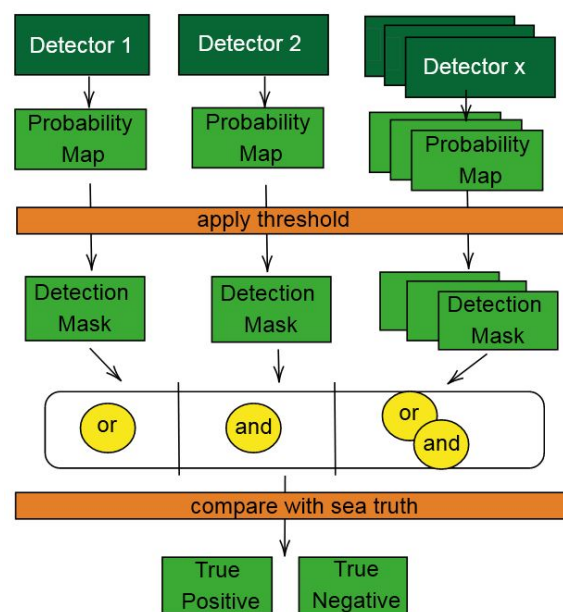 Detector 1
Detector 2
Detector x
Probability
Map
Probability
Map
Probability
Map
apply threshold
Detection
Mask
Detection
Mask
Detection
Mask
or
and
or
and
compare with sea truth
True
Positive
True
Negative